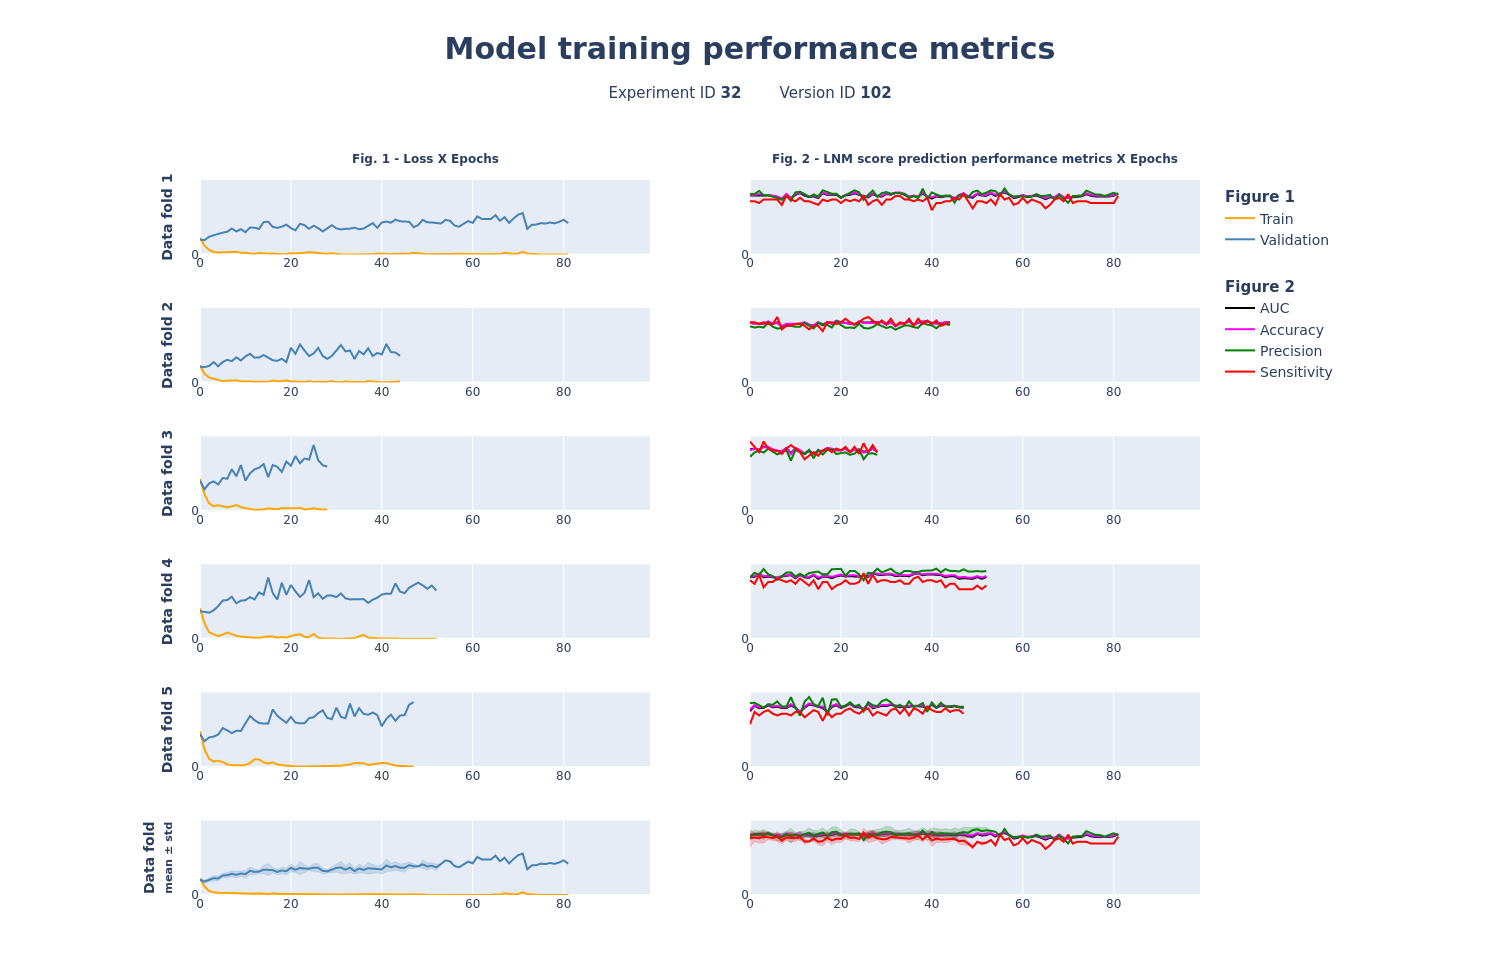 Model training performance metrics
Experiment ID 32 Version ID 102
Fig. 1 - Loss X Epochs
Fig. 2 - LNM score prediction performance metrics X Epochs
Data fold 1
0
0 20 40 60 80
0
0 20 40 60 80
Figure 1
Train
Validation
Figure 2
AUC
Accuracy
Precision
Sensitivity
Data fold 2
0
0 20 40 60 80
0
0 20 40 60 80
Data fold 3
0
0 20 40 60 80
0
0 20 40 60 80
Data fold 4
0
0 20 40 60 80
0
0 20 40 60 80
Data fold 5
0
0 20 40 60 80
0
0 20 40 60 80
Data fold
mean ± std
0
0 20 40 60 80
0
0 20 40 60 80